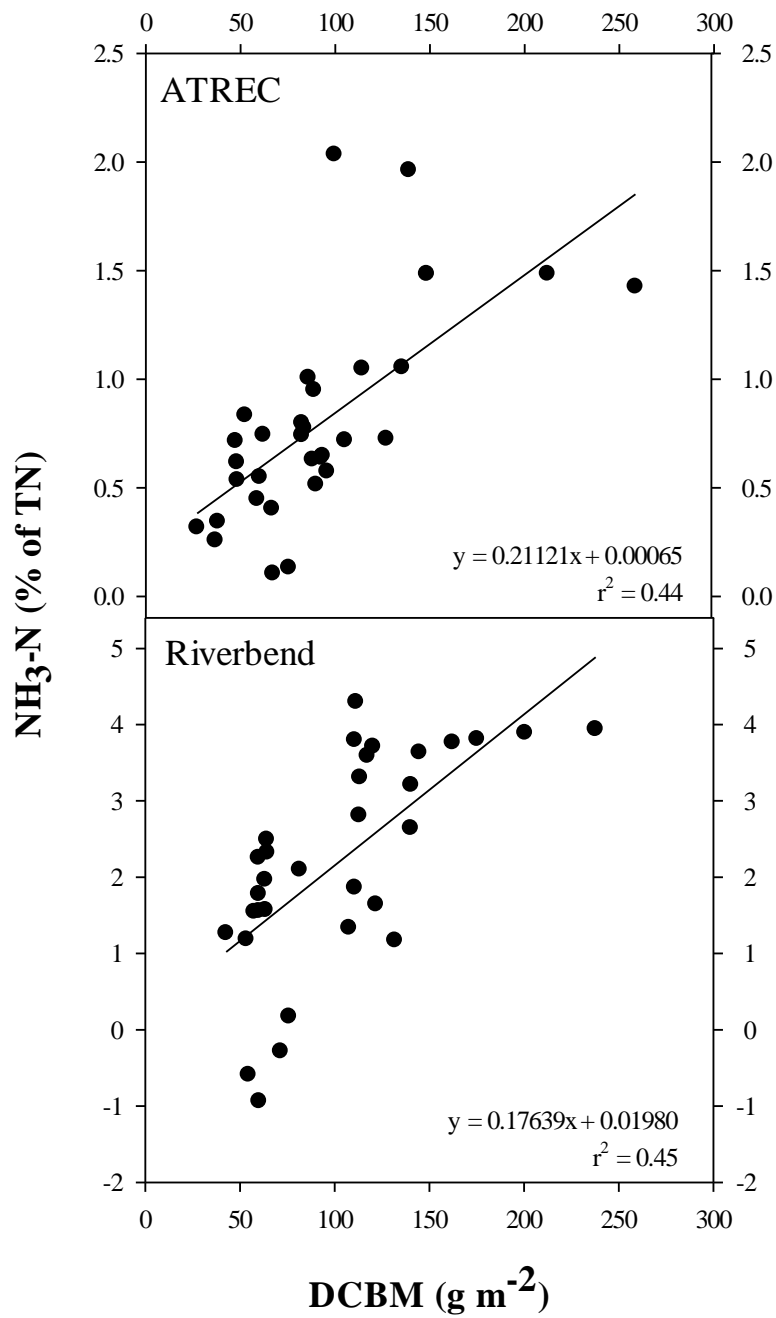 0 50 100 150 200 250 300
2.5 2.5
ATREC
2.0 2.0
1.5 1.5
1.0 1.0
0.5 0.5
y = 0.21121x + 0.00065
r² = 0.44
0.0 0.0
NH₃-N (% of TN)
Riverbend
5 5
4 4
3 3
2 2
1 1
0 0
-1 -1
y = 0.17639x + 0.01980
r² = 0.45
-2 -2
0 50 100 150 200 250 300
DCBM (g m⁻²)